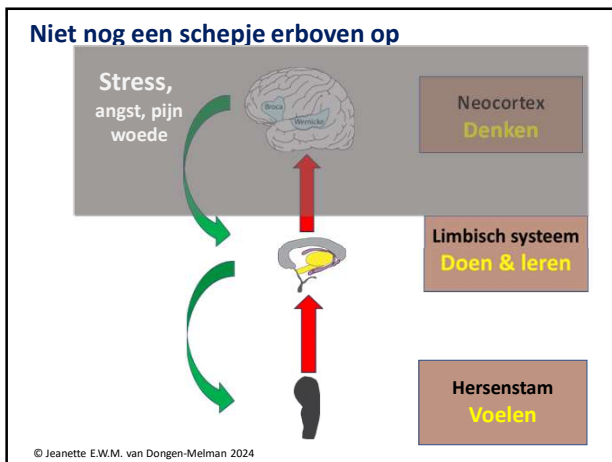 Niet nog een schepje erboven op
Stress,
angst, pijn
woede
Broca
Wernicke
Neocortex
Denken
Limbisch systeem
Doen & leren
Hersenstam
Voelen
© Jeanette E.W.M. van Dongen-Melman 2024